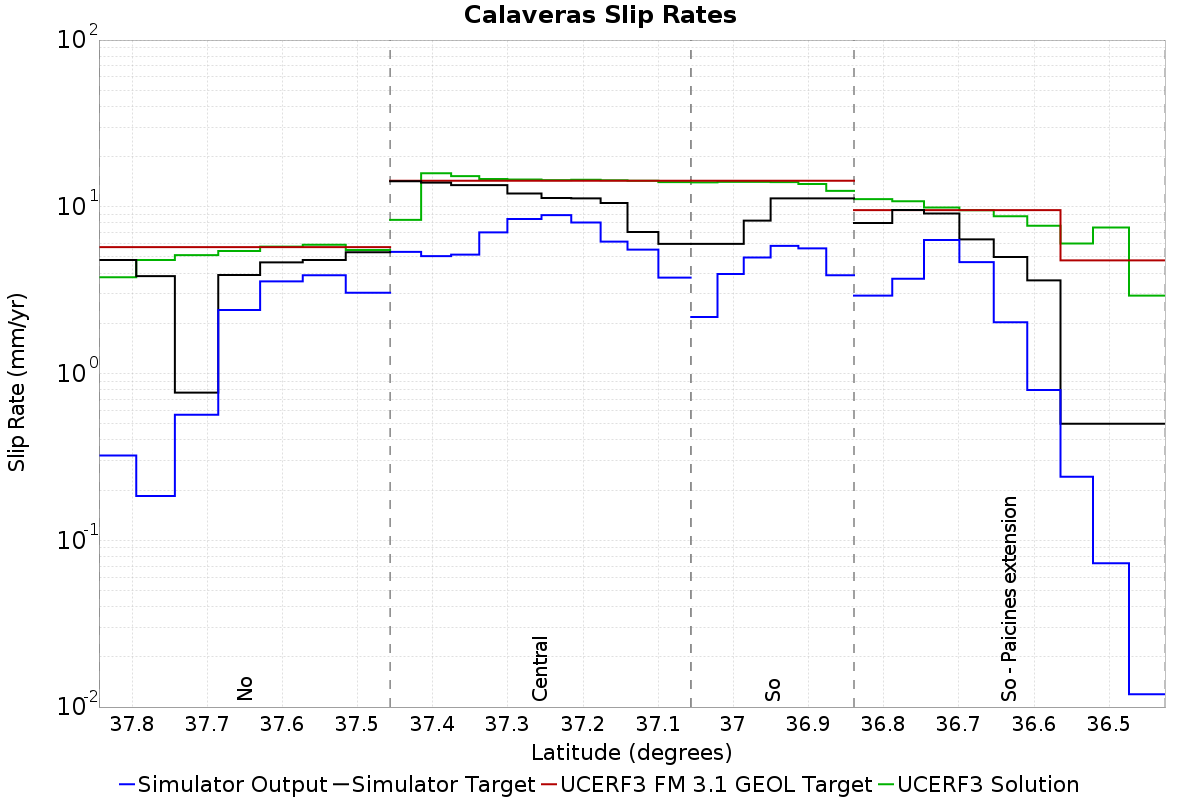 Calaveras Slip Rates
Slip Rate (mm/yr)
10^2
10^1
10^0
10^-1
10^-2
No
Central
So
So - Paicines extension
37.8 37.7 37.6 37.5 37.4 37.3 37.2 37.1 37 36.9 36.8 36.7 36.6 36.5
Latitude (degrees)
Simulator Output Simulator Target UCERF3 FM 3.1 GEOL Target UCERF3 Solution